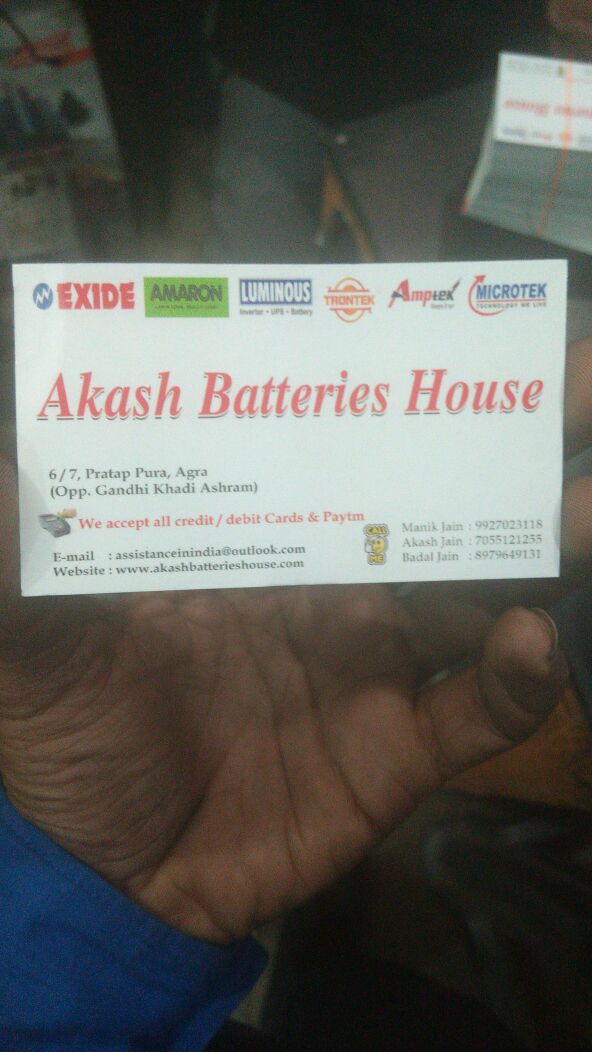 EXIDE AMARON LUMINOUS TRONTEK Amptek MICROTEK
Inverter • UPS • Battery
TECHNOLOGY WE LIVE
Akash Batteries House
6/7, Pratap Pura, Agra
(Opp. Gandhi Khadi Ashram)
We accept all credit / debit Cards & Paytm
E-mail : assistanceinindia@outlook.com
Website : www.akashbatterieshouse.com
CALL
ME
Manik Jain : 9927023118
Akash Jain : 7055121255
Badal Jain : 8979649131